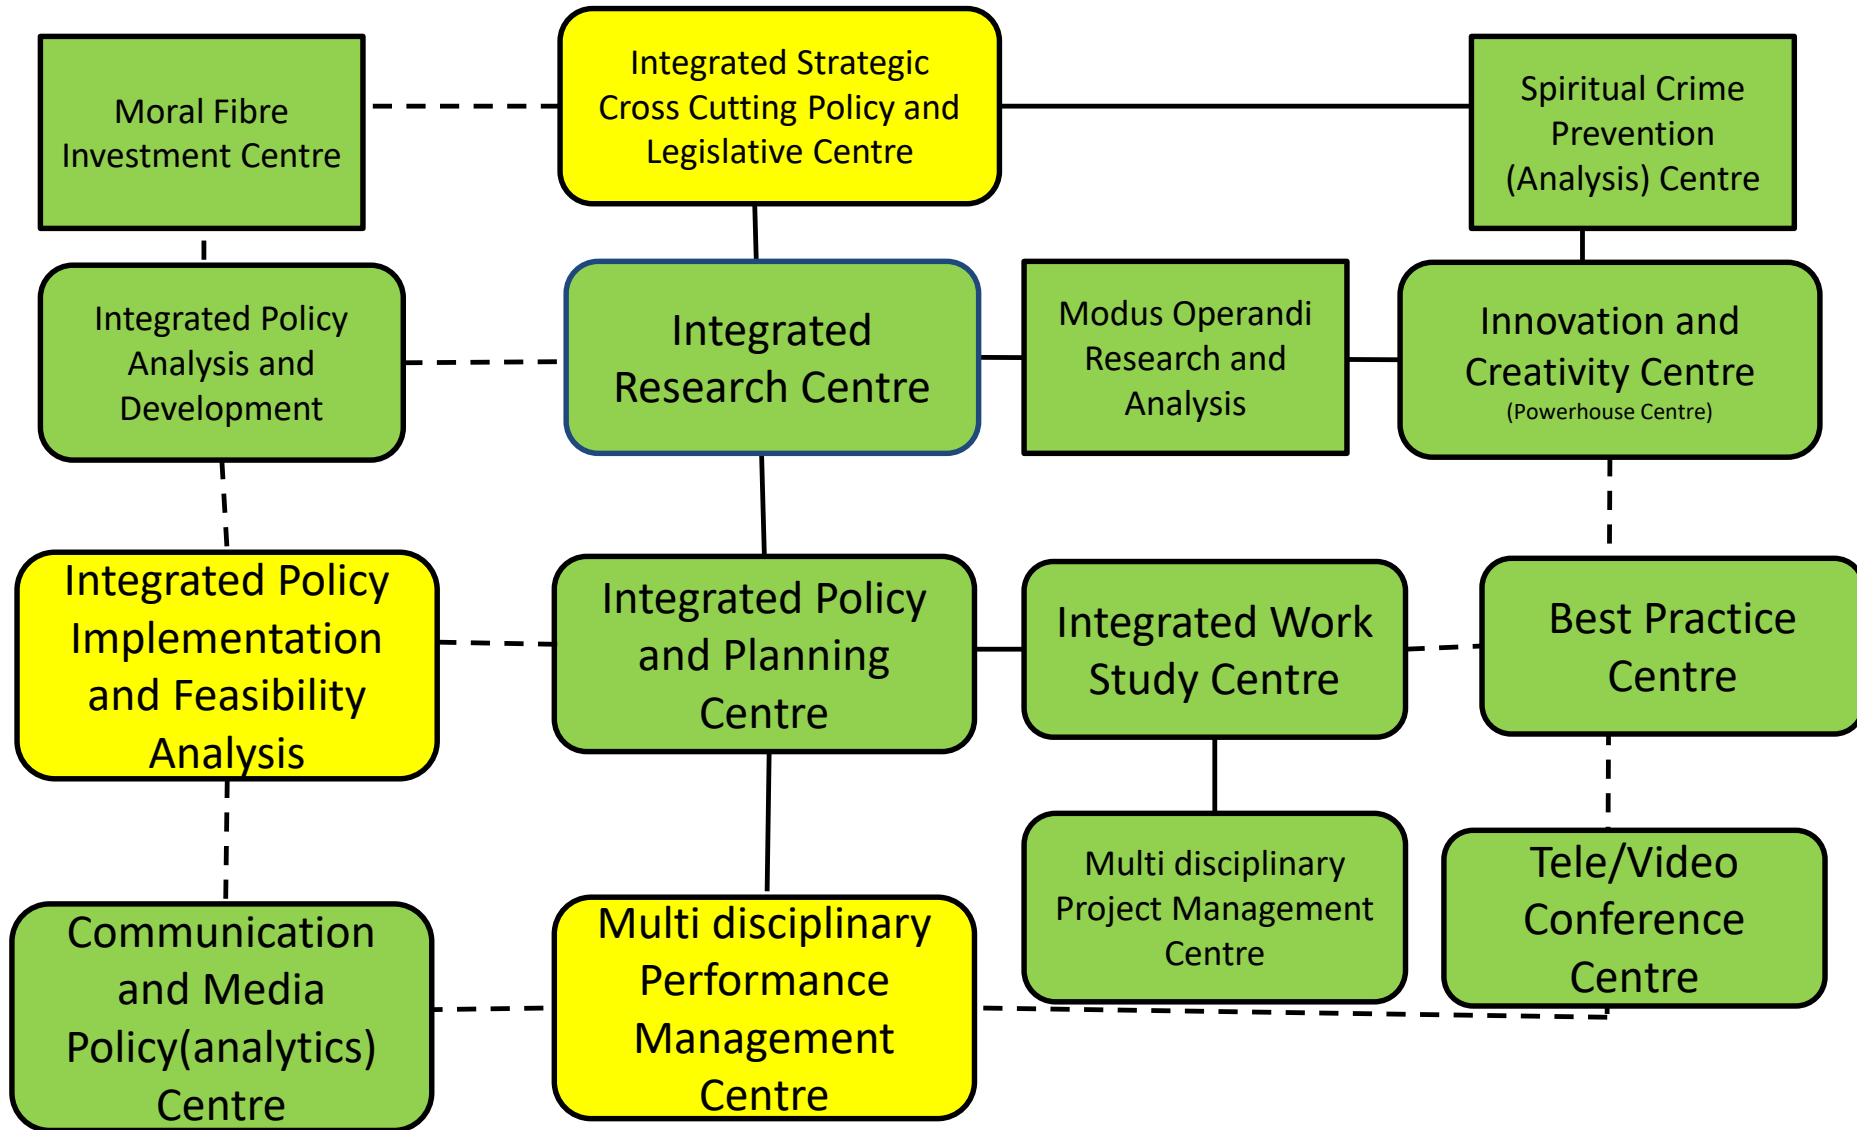 Moral Fibre
Investment Centre
Integrated Strategic
Cross Cutting Policy and
Legislative Centre
Spiritual Crime
Prevention
(Analysis) Centre
Integrated Policy
Analysis and
Development
Integrated
Research Centre
Modus Operandi
Research and
Analysis
Innovation and
Creativity Centre
(Powerhouse Centre)
Integrated Policy
Implementation
and Feasibility
Analysis
Integrated Policy
and Planning
Centre
Integrated Work
Study Centre
Best Practice
Centre
Communication
and Media
Policy(analytics)
Centre
Multi disciplinary
Performance
Management
Centre
Multi disciplinary
Project Management
Centre
Tele/Video
Conference
Centre